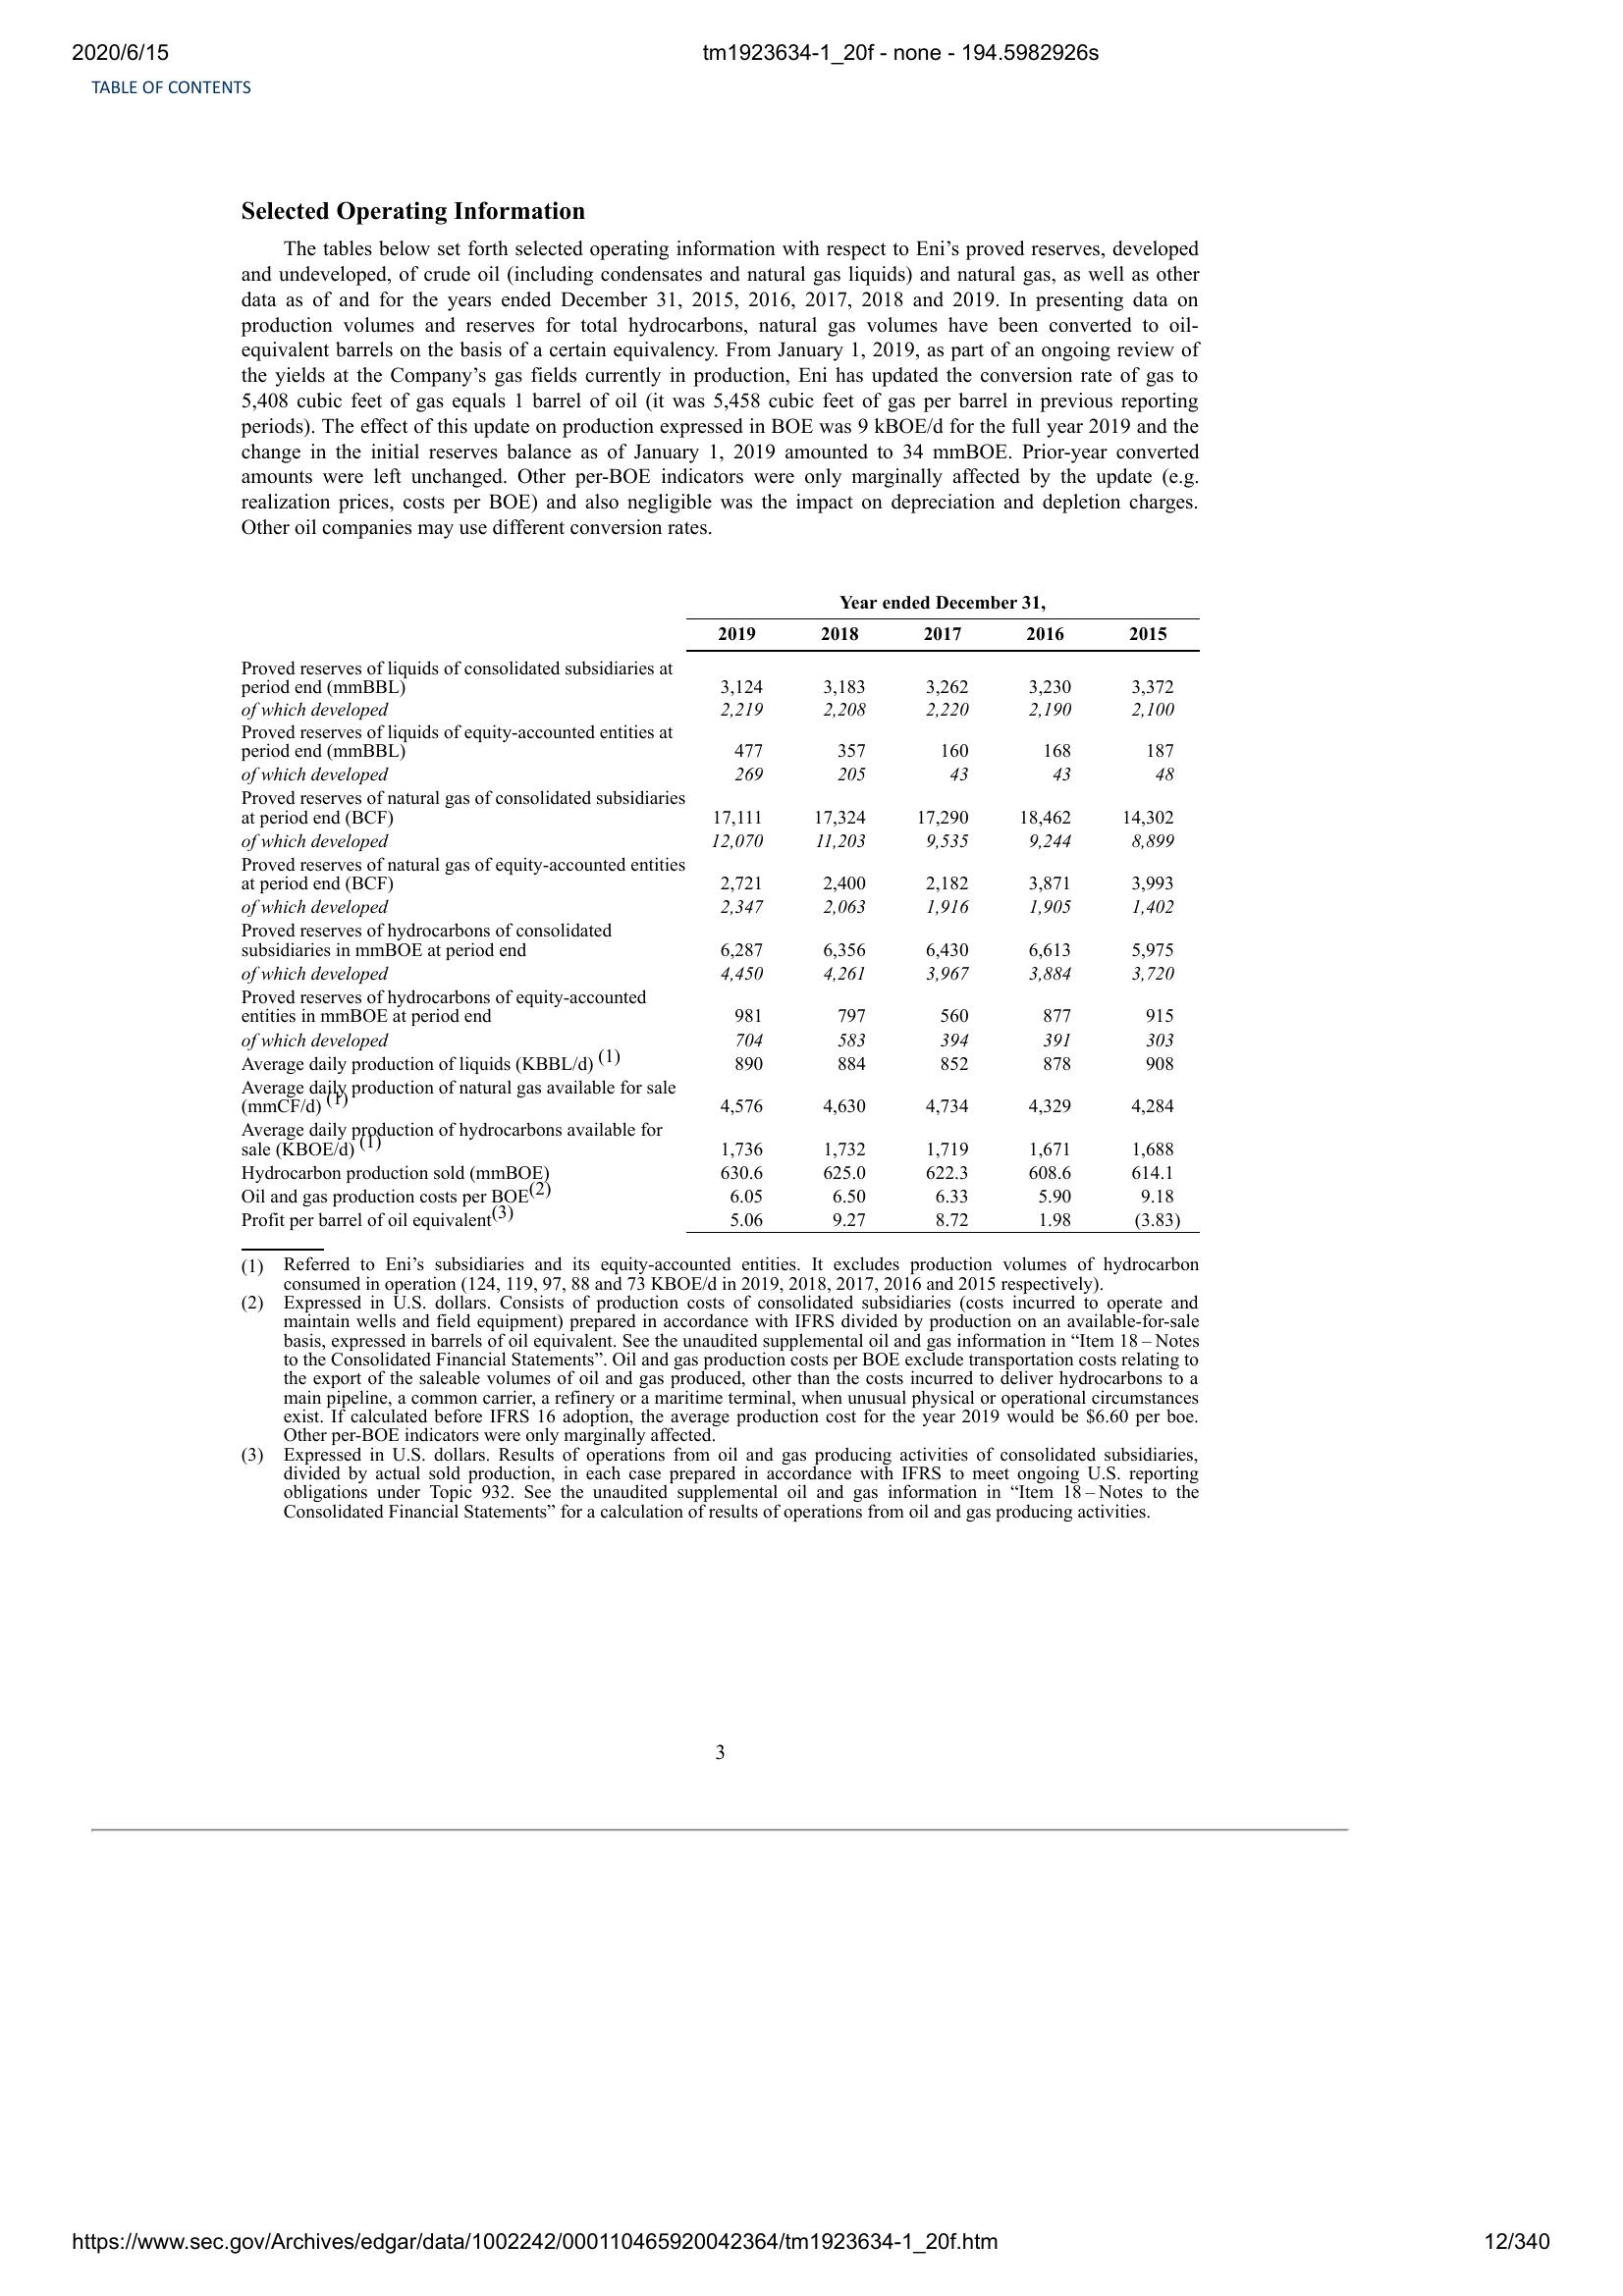 2020/6/15 tm1923634-1_20f - none - 194.5982926s
TABLE OF CONTENTS
Selected Operating Information
The tables below set forth selected operating information with respect to Eni’s proved reserves, developed
and undeveloped, of crude oil (including condensates and natural gas liquids) and natural gas, as well as other
data as of and for the years ended December 31, 2015, 2016, 2017, 2018 and 2019. In presenting data on
production volumes and reserves for total hydrocarbons, natural gas volumes have been converted to oil-
equivalent barrels on the basis of a certain equivalency. From January 1, 2019, as part of an ongoing review of
the yields at the Company’s gas fields currently in production, Eni has updated the conversion rate of gas to
5,408 cubic feet of gas equals 1 barrel of oil (it was 5,458 cubic feet of gas per barrel in previous reporting
periods). The effect of this update on production expressed in BOE was 9 kBOE/d for the full year 2019 and the
change in the initial reserves balance as of January 1, 2019 amounted to 34 mmBOE. Prior-year converted
amounts were left unchanged. Other per-BOE indicators were only marginally affected by the update (e.g.
realization prices, costs per BOE) and also negligible was the impact on depreciation and depletion charges.
Other oil companies may use different conversion rates.
Year ended December 31,
2019 2018 2017 2016 2015
Proved reserves of liquids of consolidated subsidiaries at
period end (mmBBL) 3,124 3,183 3,262 3,230 3,372
of which developed 2,219 2,208 2,220 2,190 2,100
Proved reserves of liquids of equity-accounted entities at
period end (mmBBL) 477 357 160 168 187
of which developed 269 205 43 43 48
Proved reserves of natural gas of consolidated subsidiaries
at period end (BCF) 17,111 17,324 17,290 18,462 14,302
of which developed 12,070 11,203 9,535 9,244 8,899
Proved reserves of natural gas of equity-accounted entities
at period end (BCF) 2,721 2,400 2,182 3,871 3,993
of which developed 2,347 2,063 1,916 1,905 1,402
Proved reserves of hydrocarbons of consolidated
subsidiaries in mmBOE at period end 6,287 6,356 6,430 6,613 5,975
of which developed 4,450 4,261 3,967 3,884 3,720
Proved reserves of hydrocarbons of equity-accounted
entities in mmBOE at period end 981 797 560 877 915
of which developed 704 583 394 391 303
Average daily production of liquids (KBBL/d) (1) 890 884 852 878 908
Average daily production of natural gas available for sale
(mmCF/d) (1) 4,576 4,630 4,734 4,329 4,284
Average daily production of hydrocarbons available for
sale (KBOE/d) (1) 1,736 1,732 1,719 1,671 1,688
Hydrocarbon production sold (mmBOE) 630.6 625.0 622.3 608.6 614.1
Oil and gas production costs per BOE(2) 6.05 6.50 6.33 5.90 9.18
Profit per barrel of oil equivalent(3) 5.06 9.27 8.72 1.98 (3.83)
(1) Referred to Eni’s subsidiaries and its equity-accounted entities. It excludes production volumes of hydrocarbon
consumed in operation (124, 119, 97, 88 and 73 KBOE/d in 2019, 2018, 2017, 2016 and 2015 respectively).
(2) Expressed in U.S. dollars. Consists of production costs of consolidated subsidiaries (costs incurred to operate and
maintain wells and field equipment) prepared in accordance with IFRS divided by production on an available-for-sale
basis, expressed in barrels of oil equivalent. See the unaudited supplemental oil and gas information in “Item 18 – Notes
to the Consolidated Financial Statements”. Oil and gas production costs per BOE exclude transportation costs relating to
the export of the saleable volumes of oil and gas produced, other than the costs incurred to deliver hydrocarbons to a
main pipeline, a common carrier, a refinery or a maritime terminal, when unusual physical or operational circumstances
exist. If calculated before IFRS 16 adoption, the average production cost for the year 2019 would be $6.60 per boe.
Other per-BOE indicators were only marginally affected.
(3) Expressed in U.S. dollars. Results of operations from oil and gas producing activities of consolidated subsidiaries,
divided by actual sold production, in each case prepared in accordance with IFRS to meet ongoing U.S. reporting
obligations under Topic 932. See the unaudited supplemental oil and gas information in “Item 18 – Notes to the
Consolidated Financial Statements” for a calculation of results of operations from oil and gas producing activities.
3
https://www.sec.gov/Archives/edgar/data/1002242/000110465920042364/tm1923634-1_20f.htm 12/340